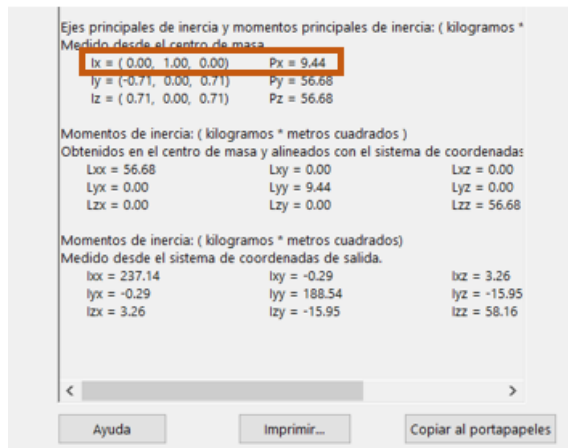 Ejes principales de inercia y momentos principales de inercia: ( kilogramos *
Medido desde el centro de masa
Ix = ( 0.00, 1.00, 0.00) Px = 9.44
Iy = (-0.71, 0.00, 0.71) Py = 56.68
Iz = ( 0.71, 0.00, 0.71) Pz = 56.68
Momentos de inercia: ( kilogramos * metros cuadrados )
Obtenidos en el centro de masa y alineados con el sistema de coordenadas
Lxx = 56.68 Lxy = 0.00 Lxz = 0.00
Lyx = 0.00 Lyy = 9.44 Lyz = 0.00
Lzx = 0.00 Lzy = 0.00 Lzz = 56.68
Momentos de inercia: ( kilogramos * metros cuadrados)
Medido desde el sistema de coordenadas de salida.
Ixx = 237.14 Ixy = -0.29 Ixz = 3.26
Iyx = -0.29 Iyy = 188.54 Iyz = -15.95
Izx = 3.26 Izy = -15.95 Izz = 58.16
Ayuda Imprimir... Copiar al portapapeles